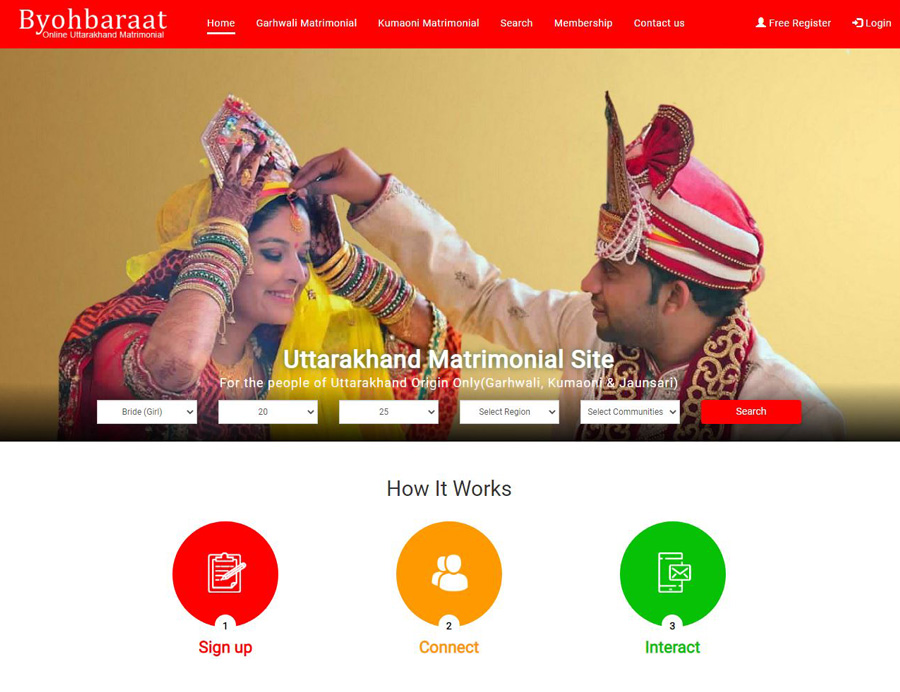 Byohbaraat
Online Uttarakhand Matrimonial
Home Garhwali Matrimonial Kumaoni Matrimonial Search Membership Contact us Free Register Login
Uttarakhand Matrimonial Site
For the people of Uttarakhand Origin Only(Garhwali, Kumaoni & Jaunsari)
Bride (Girl) 20 25 Select Region Select Communities Search
How It Works
1 2 3
Sign up Connect Interact